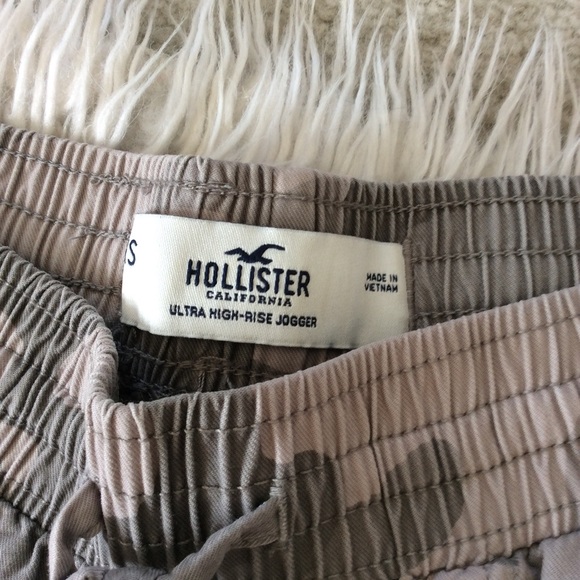 S
HOLLISTER
CALIFORNIA
ULTRA HIGH-RISE JOGGER
MADE IN
VIETNAM